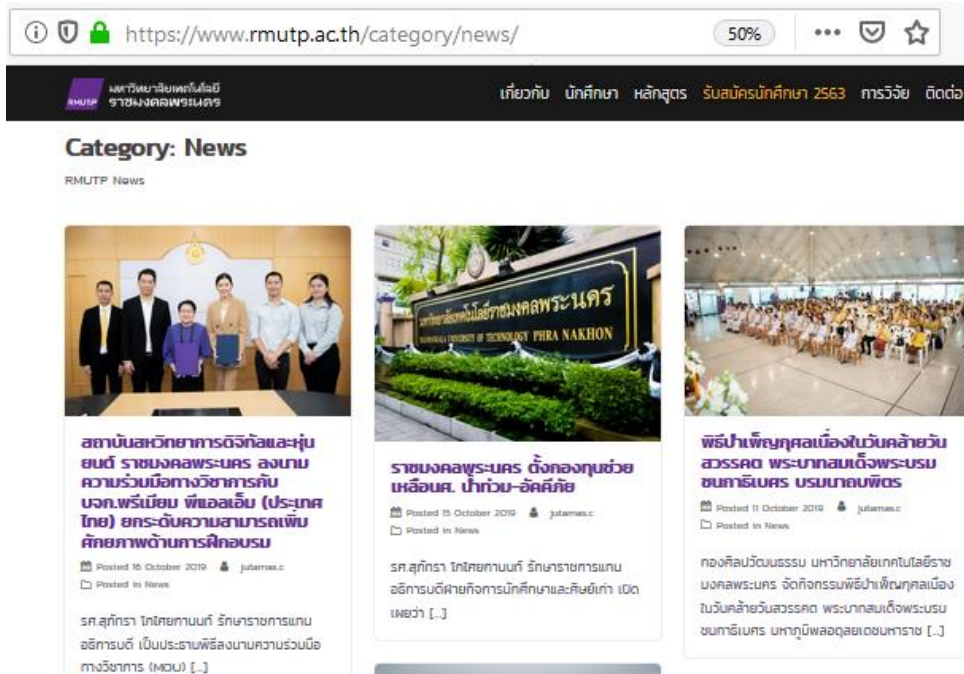 https://www.rmutp.ac.th/category/news/
50%
RMUTP
มหาวิทยาลัยเทคโนโลยี
ราชมงคลพระนคร
เกี่ยวกับ นักศึกษา หลักสูตร รับสมัครนักศึกษา 2563 การวิจัย ติดต่อ
Category: News
RMUTP News
สถาบันสหวิทยาการดิจิทัลและหุ่น
ยนต์ ราชมงคลพระนคร ลงนาม
ความร่วมมือทางวิชาการกับ
บจก.พรีเมียม พีแอลเอ็ม (ประเทศ
ไทย) ยกระดับความสามารถเพิ่ม
ศักยภาพด้านการฝึกอบรม
Posted 16 October 2019 jutamas.c
Posted in News
รศ.สุภัทรา โกไศยกานนท์ รักษาราชการแทน
อธิการบดี เป็นประธานพิธีลงนามความร่วมมือ
ทางวิชาการ (MOU) [...]
มหาวิทยาลัยเทคโนโลยีราชมงคลพระนคร
RAJAMANGALA UNIVERSITY OF TECHNOLOGY PHRA NAKHON
ราชมงคลพระนคร ตั้งกองทุนช่วย
เหลือนศ. น้ำท่วม-อัคคีภัย
Posted 15 October 2019 jutamas.c
Posted in News
รศ.สุภัทรา โกไศยกานนท์ รักษาราชการแทน
อธิการบดีฝ่ายกิจการนักศึกษาและศิษย์เก่า เปิด
เผยว่า [...]
พิธีบำเพ็ญกุศลเนื่องในวันคล้ายวัน
สวรรคต พระบาทสมเด็จพระบรม
ชนกาธิเบศร บรมนาถบพิตร
Posted 11 October 2019 jutamas.c
Posted in News
กองศิลปวัฒนธรรม มหาวิทยาลัยเทคโนโลยีราช
มงคลพระนคร จัดกิจกรรมพิธีบำเพ็ญกุศลเนื่อง
ในวันคล้ายวันสวรรคต พระบาทสมเด็จพระบรม
ชนกาธิเบศร มหาภูมิพลอดุลยเดชมหาราช [...]